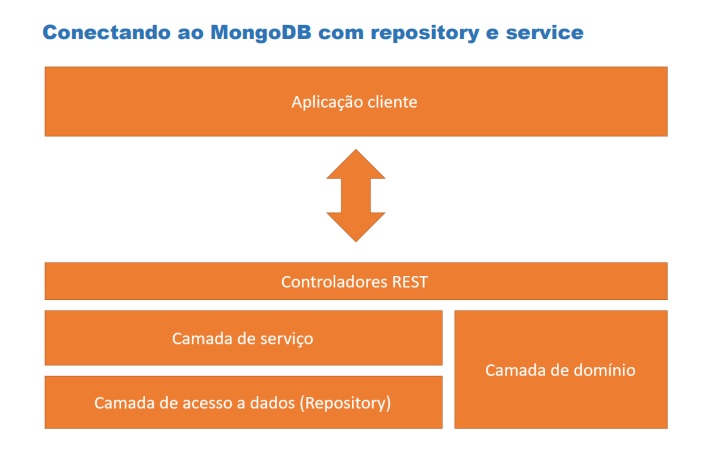 Conectando ao MongoDB com repository e service
Aplicação cliente
Controladores REST
Camada de serviço
Camada de domínio
Camada de acesso a dados (Repository)